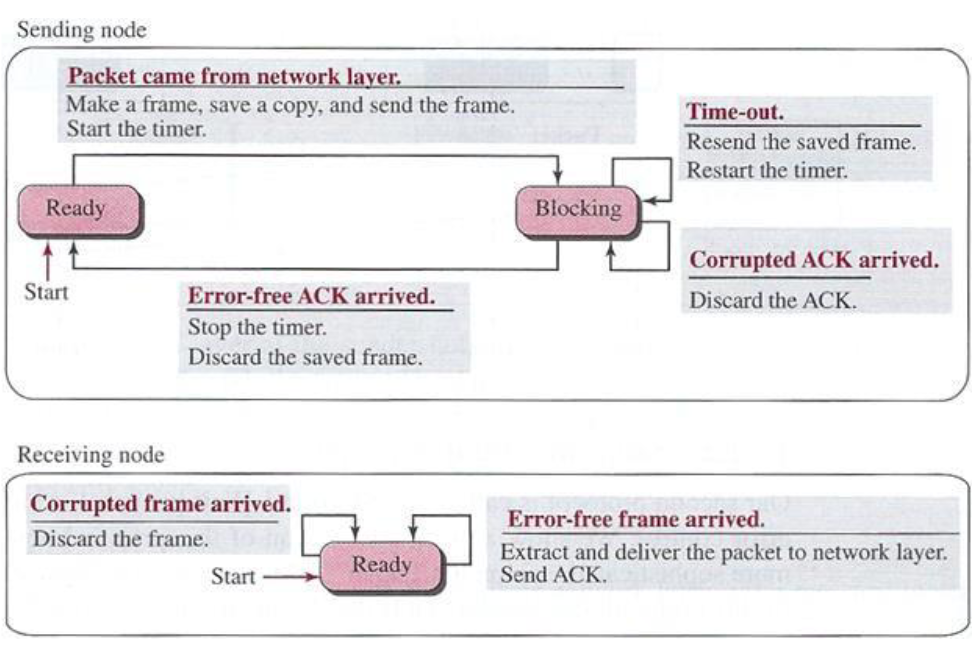 Sending node
Packet came from network layer.
Make a frame, save a copy, and send the frame.
Start the timer.
Time-out.
Resend the saved frame.
Restart the timer.
Ready
Blocking
Start
Error-free ACK arrived.
Stop the timer.
Discard the saved frame.
Corrupted ACK arrived.
Discard the ACK.
Receiving node
Corrupted frame arrived.
Discard the frame.
Start
Ready
Error-free frame arrived.
Extract and deliver the packet to network layer.
Send ACK.